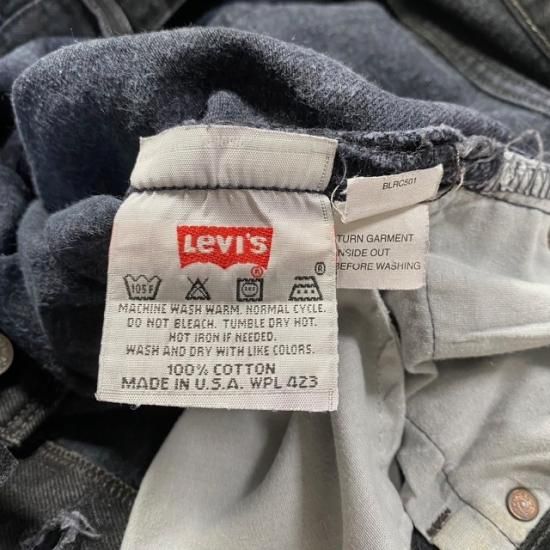 BLRC501
LEVI'S
®
®
TURN GARMENT
INSIDE OUT
BEFORE WASHING
105F
MACHINE WASH WARM. NORMAL CYCLE.
DO NOT BLEACH. TUMBLE DRY HOT.
HOT IRON IF NEEDED.
WASH AND DRY WITH LIKE COLORS.
100% COTTON
MADE IN U.S.A. WPL 423